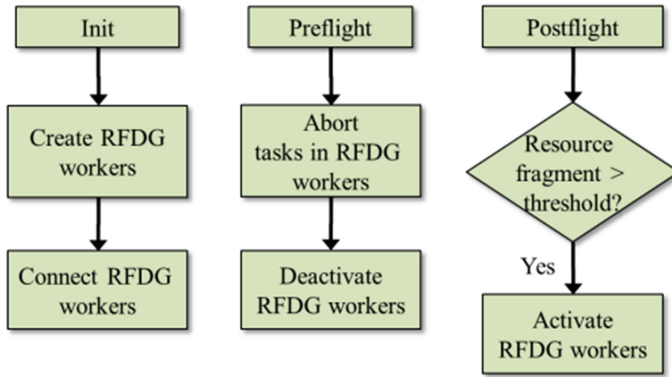 Init
Create RFDG
workers
Connect RFDG
workers
Preflight
Abort
tasks in RFDG
workers
Deactivate
RFDG workers
Postflight
Resource
fragment >
threshold?
Yes
Activate
RFDG workers